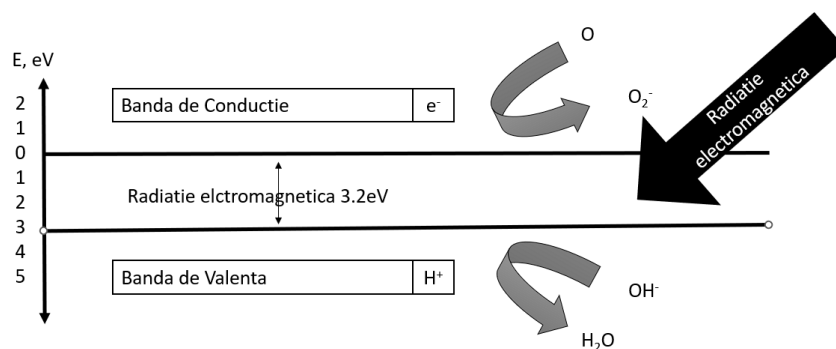 E, eV
2
1
0
1
2
3
4
5
Banda de Conductie
e⁻
O
O₂⁻
Radiatie
electromagnetica
Radiatie elctromagnetica 3.2eV
Banda de Valenta
H⁺
OH⁻
H₂O